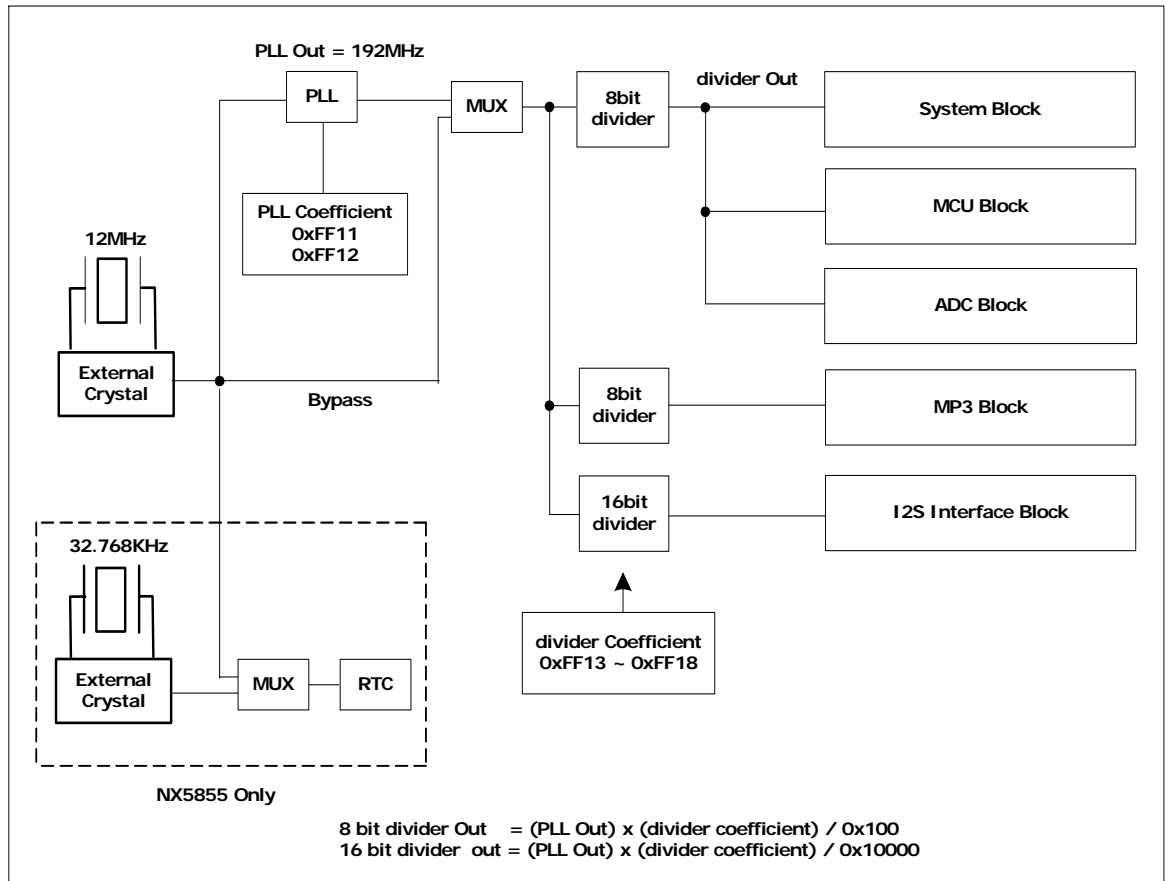 PLL Out = 192MHz
PLL
MUX
8bit
divider
divider Out
System Block
PLL Coefficient
0xFF11
0xFF12
MCU Block
12MHz
ADC Block
External
Crystal
Bypass
8bit
divider
MP3 Block
16bit
divider
I2S Interface Block
32.768KHz
divider Coefficient
0xFF13 ~ 0xFF18
External
Crystal
MUX
RTC
NX5855 Only
8 bit divider Out = (PLL Out) x (divider coefficient) / 0x100
16 bit divider out = (PLL Out) x (divider coefficient) / 0x10000